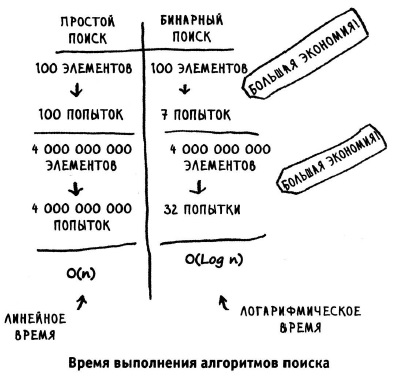 ПРОСТОЙ
ПОИСК
БИНАРНЫЙ
ПОИСК
100 ЭЛЕМЕНТОВ
100 ЭЛЕМЕНТОВ
БОЛЬШАЯ ЭКОНОМИЯ!
100 ПОПЫТОК
7 ПОПЫТОК
4 000 000 000
ЭЛЕМЕНТОВ
4 000 000 000
ЭЛЕМЕНТОВ
БОЛЬШАЯ ЭКОНОМИЯ!
4 000 000 000
ПОПЫТОК
32 ПОПЫТКИ
O(n)
O(Log n)
ЛИНЕЙНОЕ
ВРЕМЯ
ЛОГАРИФМИЧЕСКОЕ
ВРЕМЯ
Время выполнения алгоритмов поиска